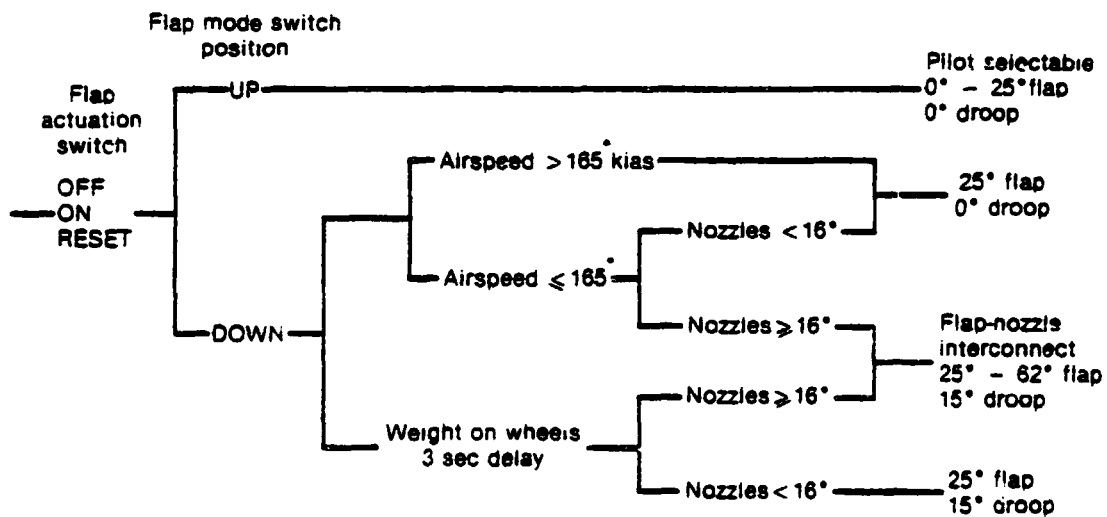 Flap mode switch
position
Flap
actuation
switch
OFF
ON
RESET
UP
Pilot selectable
0° – 25° flap
0° droop
Airspeed > 165° kias
25° flap
0° droop
Nozzles < 16°
Airspeed ⩽ 165°
DOWN
Nozzles ⩾ 16°
Flap-nozzle
interconnect
25° – 62° flap
15° droop
Nozzles ⩾ 16°
Weight on wheels
3 sec delay
Nozzles < 16°
25° flap
15° droop